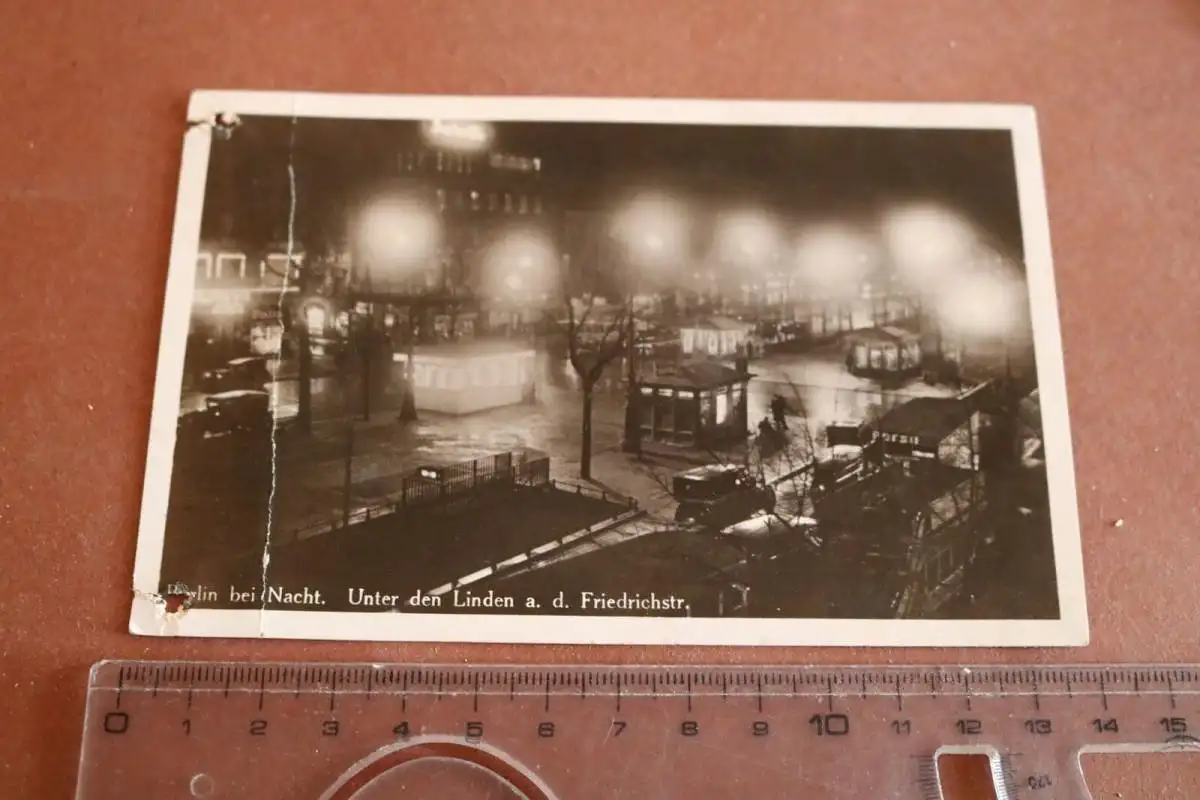 Berlin bei Nacht. Unter den Linden a. d. Friedrichstr.
0 1 2 3 4 5 6 7 8 9 10 11 12 13 14 15